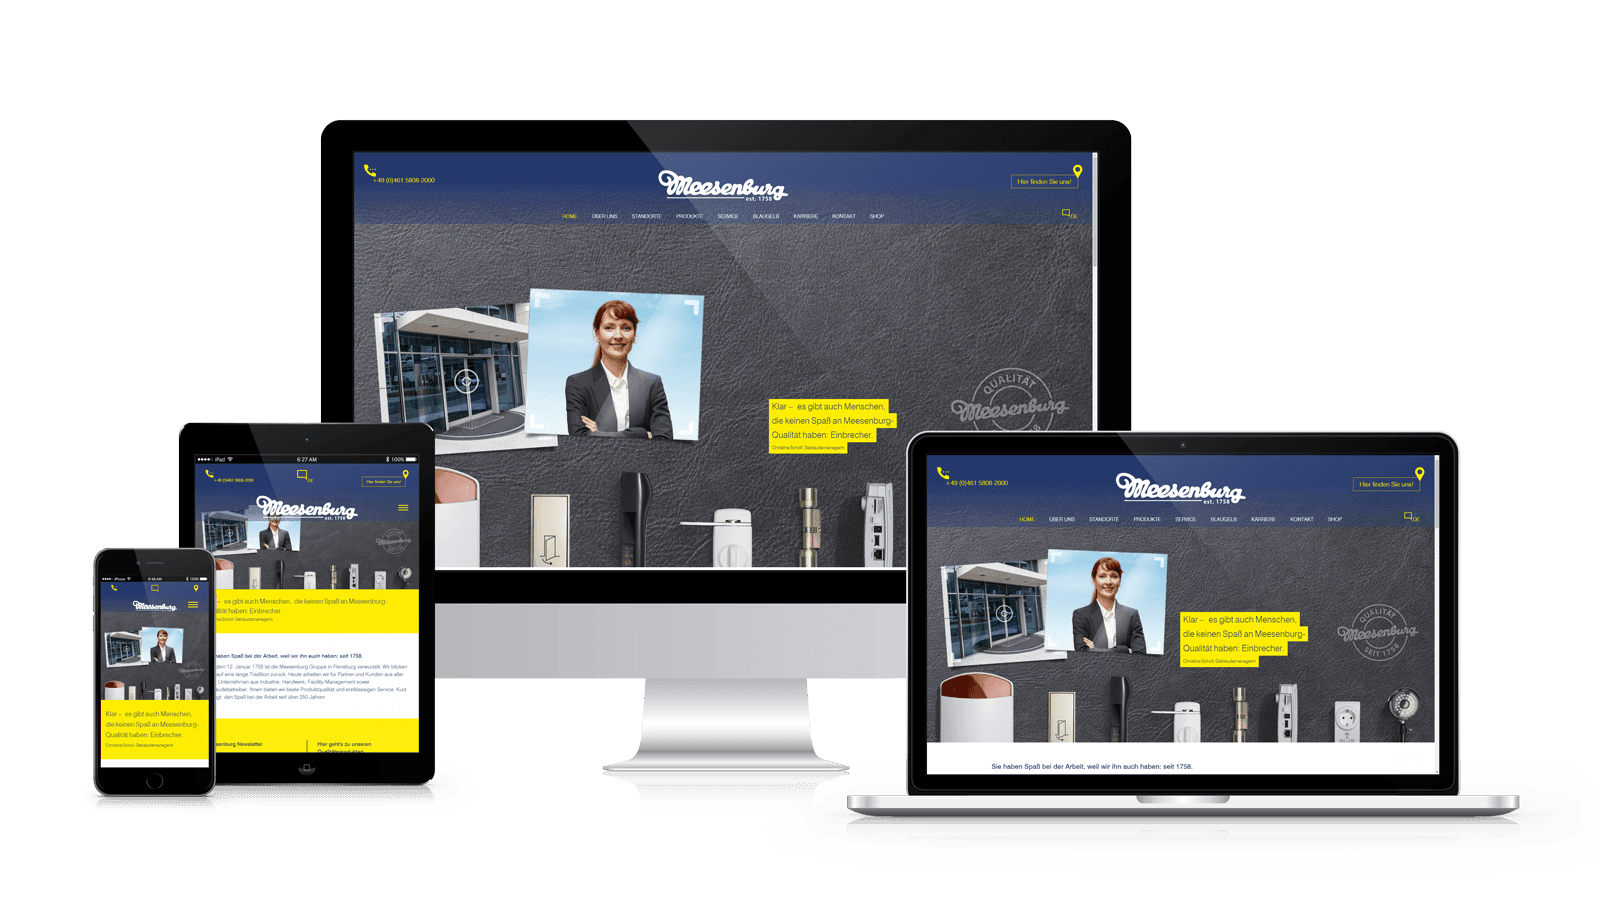 +49 (0)461 5808-2000
Meesenburg
est. 1758
Hier finden Sie uns!
HOME ÜBER UNS STANDORTE PRODUKTE SERVICE BLAUGELB KARRIERE KONTAKT SHOP
DE
QUALITÄT
Meesenburg
Klar – es gibt auch Menschen,
die keinen Spaß an Meesenburg-
Qualität haben: Einbrecher.
Christina Scholl, Gebäudemanagerin
iPad
6:27 AM
100%
+49 (0)461 5808-2000
DE
Hier finden Sie uns!
Meesenburg
est. 1758
Meesenburg
– es gibt auch Menschen, die keinen Spaß an Meesenburg-
alität haben: Einbrecher.
na Scholl, Gebäudemanagerin
haben Spaß bei der Arbeit, weil wir ihn auch haben: seit 1758.
dem 12. Januar 1758 ist die Meesenburg Gruppe in Flensburg verwurzelt. Wir blicken
auf eine lange Tradition zurück. Heute arbeiten wir für Partner und Kunden aus aller
Unternehmen aus Industrie, Handwerk, Facility-Management sowie
udebetreiber. Ihnen bieten wir beste Produktqualität und erstklassigen Service. Kurz
gt: den Spaß bei der Arbeit seit über 250 Jahren.
senburg Newsletter
Hier geht's zu unseren
Qualitätsprodukten
iPhone
9:48 AM
100%
Meesenburg
Klar – es gibt auch Menschen,
die keinen Spaß an Meesenburg-
Qualität haben: Einbrecher.
Christina Scholl, Gebäudemanagerin
+49 (0)461 5808-2000
Meesenburg
est. 1758
Hier finden Sie uns!
HOME ÜBER UNS STANDORTE PRODUKTE SERVICE BLAUGELB KARRIERE KONTAKT SHOP
DE
Klar – es gibt auch Menschen,
die keinen Spaß an Meesenburg-
Qualität haben: Einbrecher.
Christina Scholl, Gebäudemanagerin
QUALITÄT
Meesenburg
SEIT 1758
Sie haben Spaß bei der Arbeit, weil wir ihn auch haben: seit 1758.